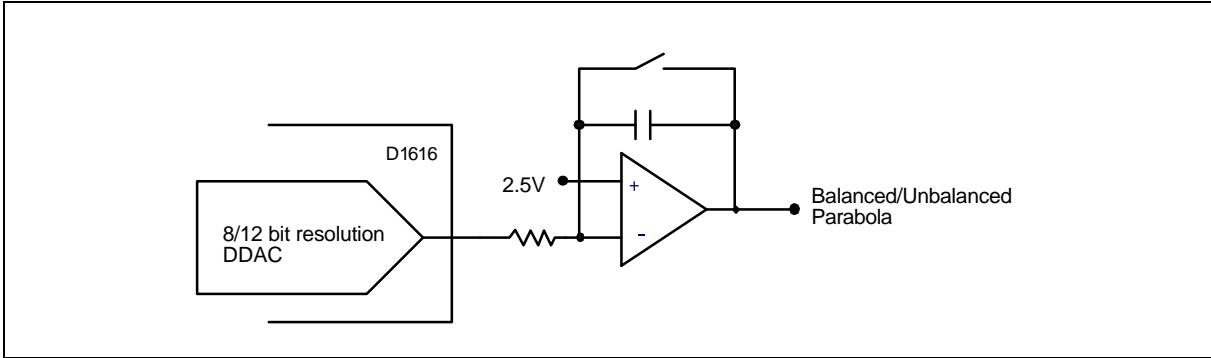 D1616
2.5V
+
Balanced/Unbalanced
Parabola
8/12 bit resolution
DDAC
-